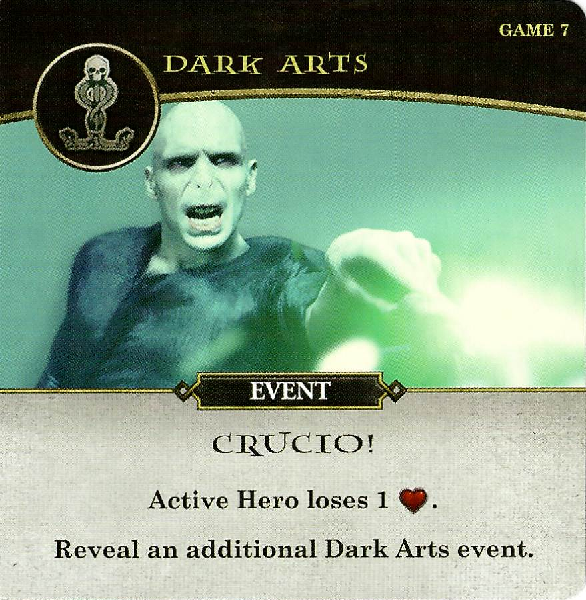 GAME 7
DARK ARTS
EVENT
CRUCIO!
Active Hero loses 1 ❤.
Reveal an additional Dark Arts event.